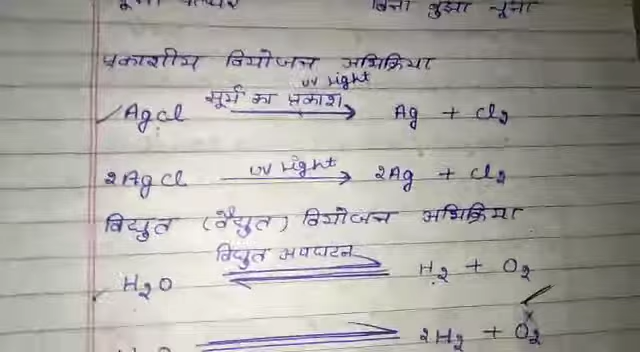 बिना बुझा चूना
प्रकाशीय वियोजन अभिक्रिया
uv light
सूर्य का प्रकाश
AgCl → Ag + Cl₂
uv light
2AgCl → 2Ag + Cl₂
विद्युत (वैद्युत) वियोजन अभिक्रिया
विद्युत अपघटन
H₂O ⇌ H₂ + O₂
⇌ 2H₂ + O₂